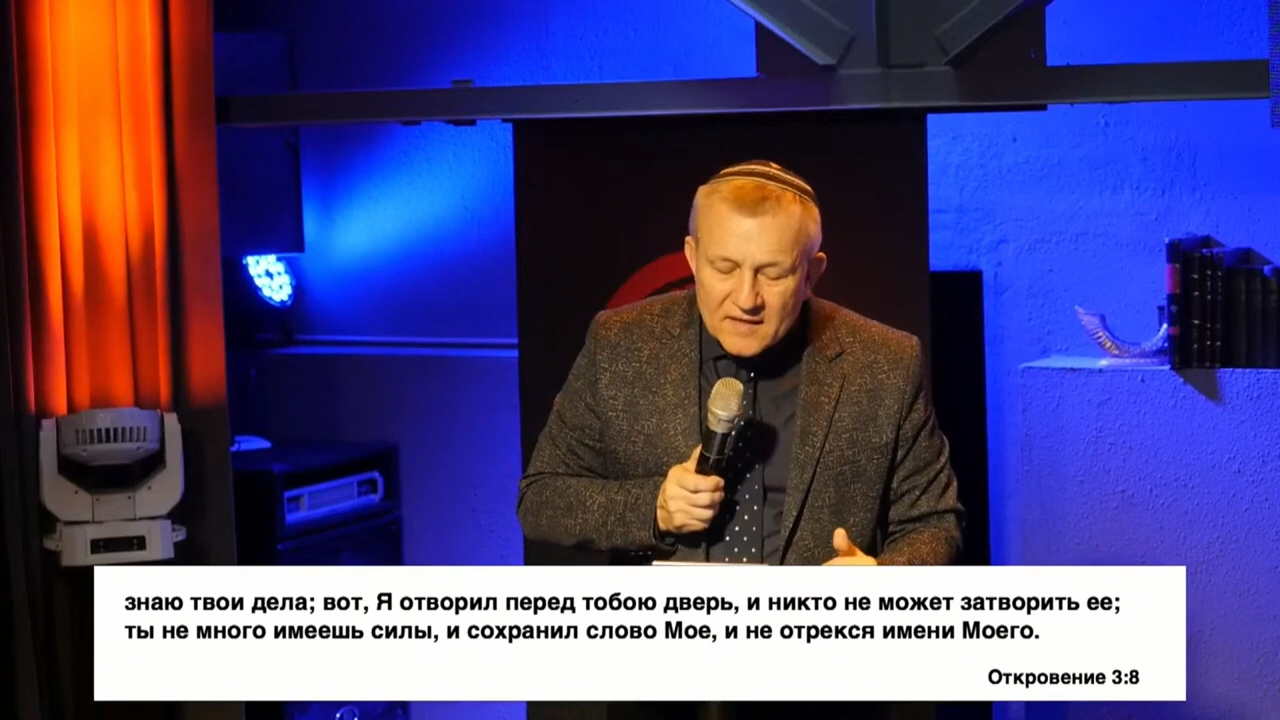 знаю твои дела; вот, Я отворил перед тобою дверь, и никто не может затворить ее;
ты не много имеешь силы, и сохранил слово Мое, и не отрекся имени Моего.
Откровение 3:8